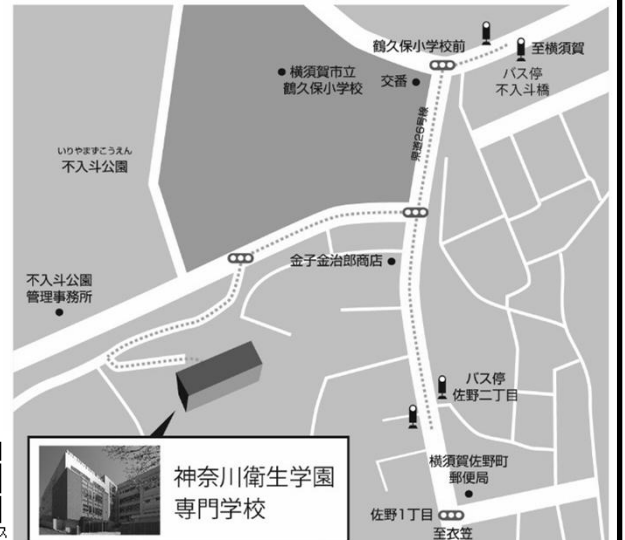 鶴久保小学校前
至横須賀
バス停
不入斗橋
横須賀市立
鶴久保小学校
交番
県道26号線
いりやまずこうえん
不入斗公園
金子金治郎商店
不入斗公園
管理事務所
バス停
佐野二丁目
横須賀佐野町
郵便局
佐野1丁目
至衣笠
神奈川衛生学園
専門学校
ス